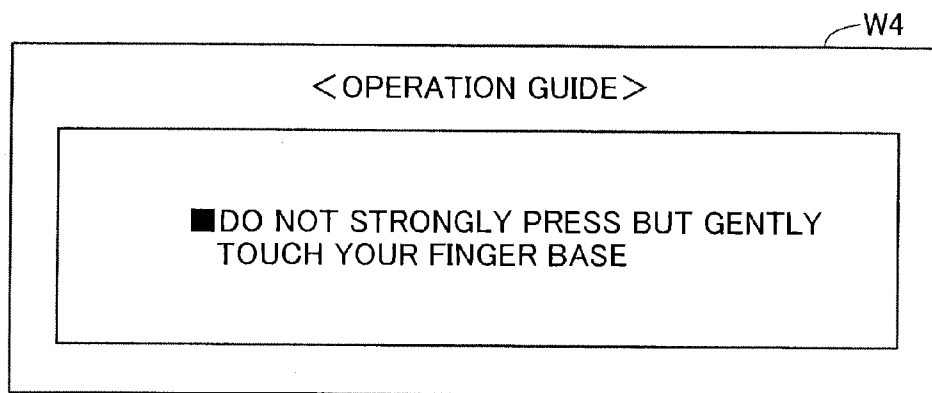 W4
<OPERATION GUIDE>
■DO NOT STRONGLY PRESS BUT GENTLY
TOUCH YOUR FINGER BASE